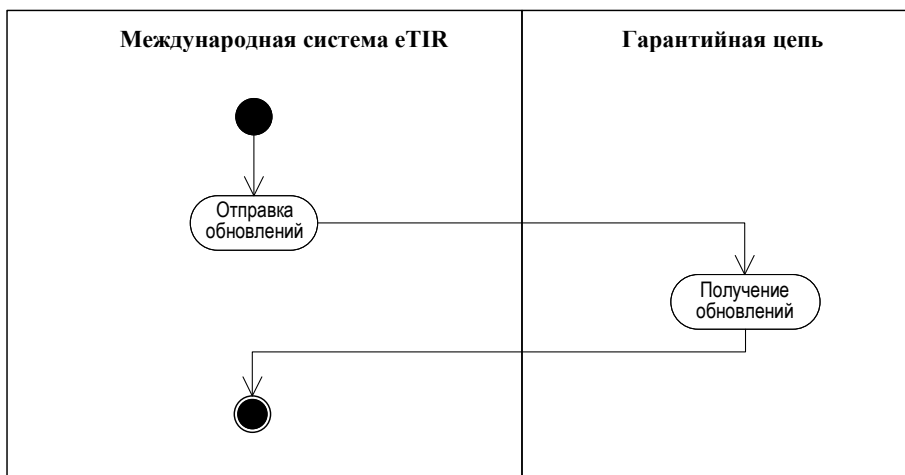 Международная система eTIR
Гарантийная цепь
Отправка
обновлений
Получение
обновлений